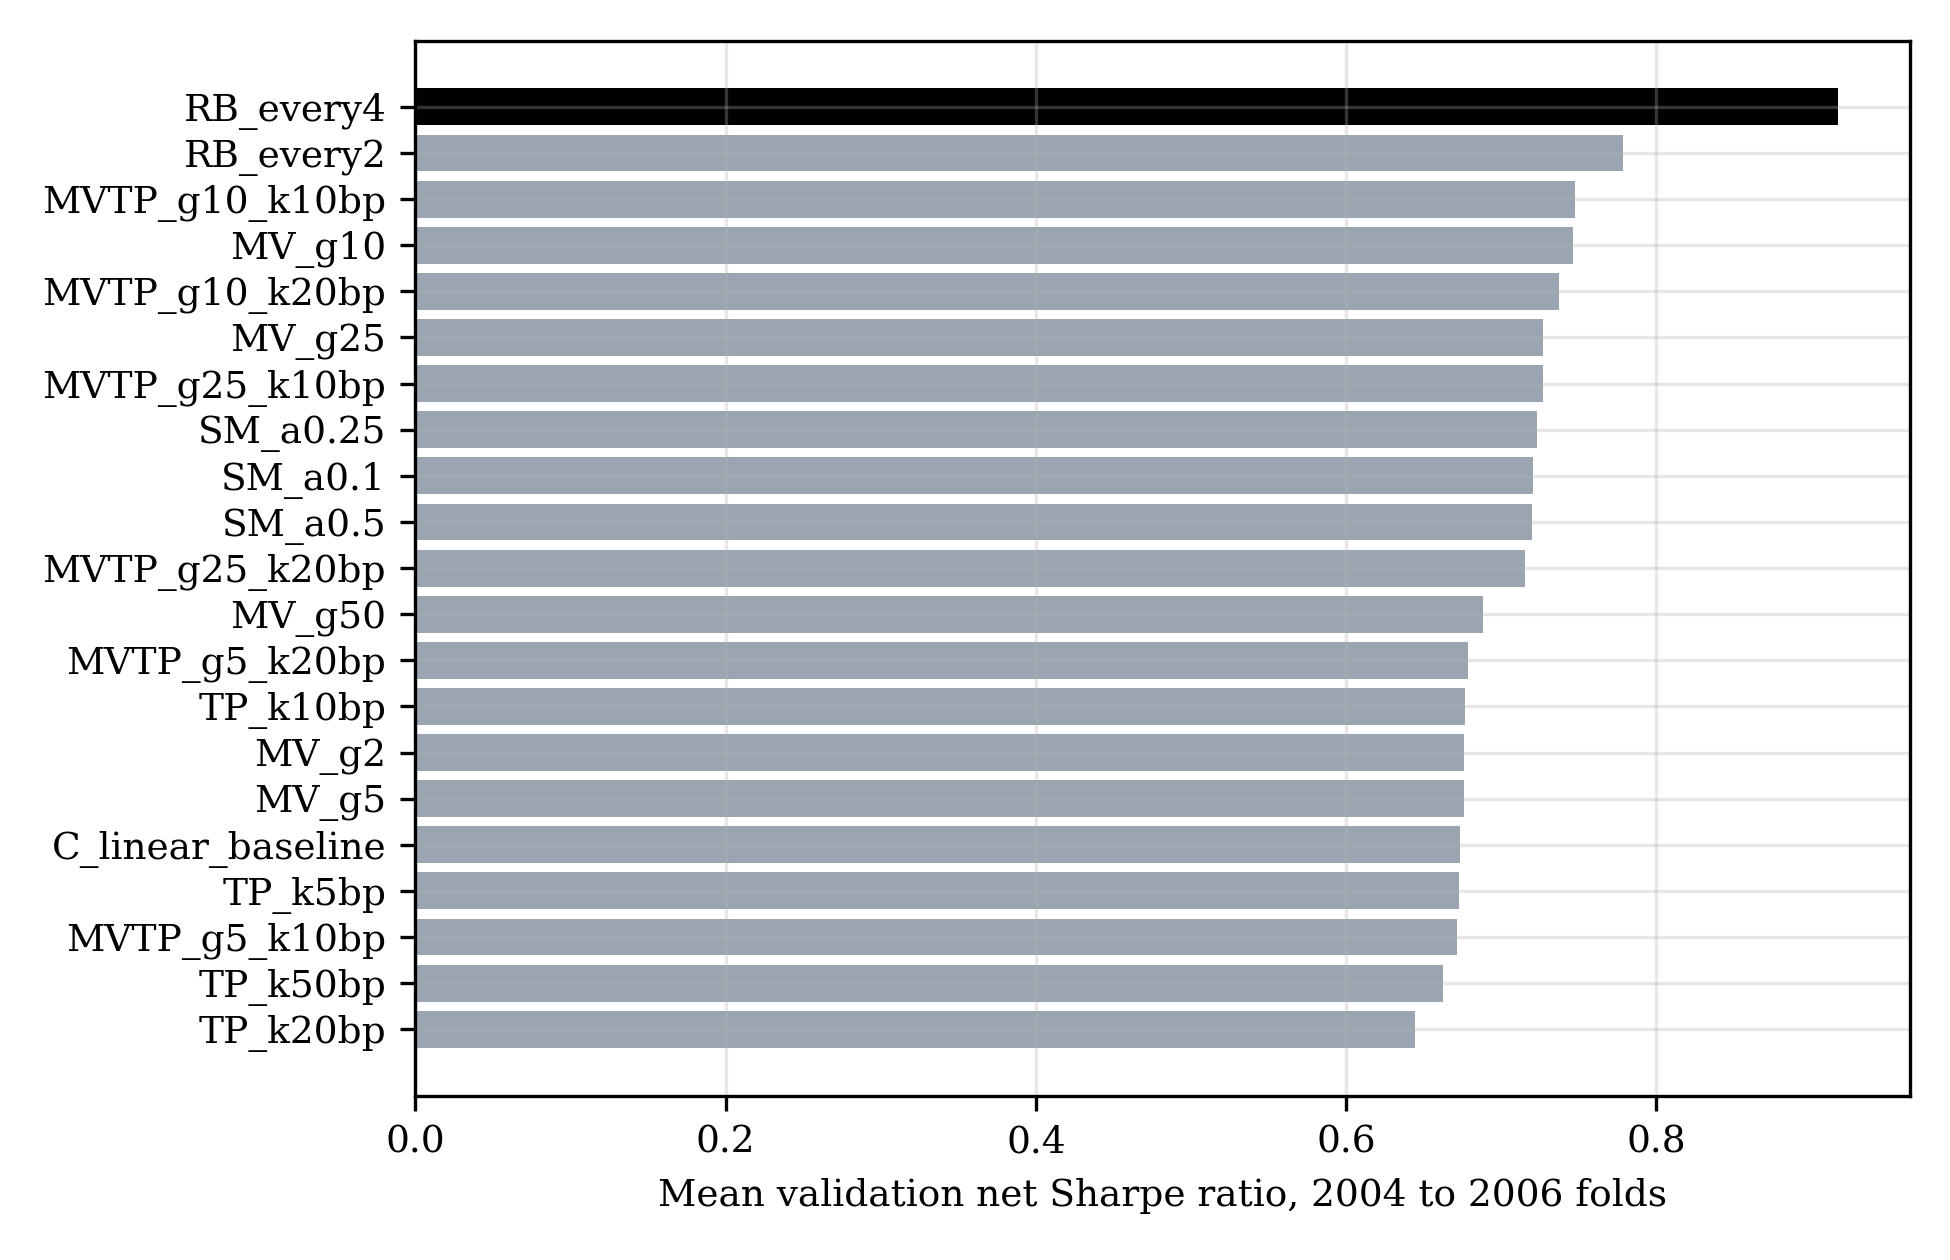 RB_every4
RB_every2
MVTP_g10_k10bp
MV_g10
MVTP_g10_k20bp
MV_g25
MVTP_g25_k10bp
SM_a0.25
SM_a0.1
SM_a0.5
MVTP_g25_k20bp
MV_g50
MVTP_g5_k20bp
TP_k10bp
MV_g2
MV_g5
C_linear_baseline
TP_k5bp
MVTP_g5_k10bp
TP_k50bp
TP_k20bp
0.0 0.2 0.4 0.6 0.8
Mean validation net Sharpe ratio, 2004 to 2006 folds